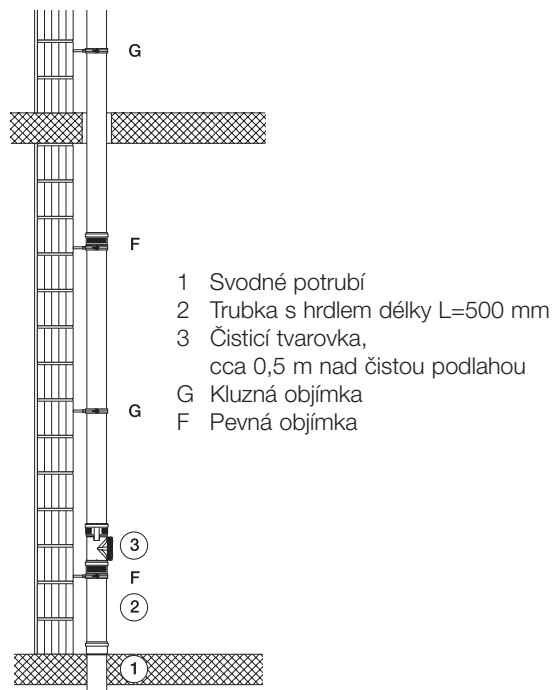 G
F
1 Svodné potrubí
2 Trubka s hrdlem délky L=500 mm
3 Čisticí tvarovka,
cca 0,5 m nad čistou podlahou
G Kluzná objímka
F Pevná objímka
G
3
F
2
1